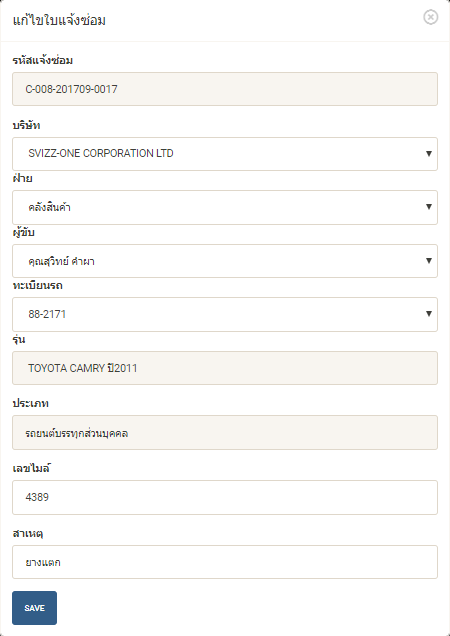 แก้ไขใบแจ้งซ่อม
รหัสแจ้งซ่อม
C-008-201709-0017
บริษัท
SVIZZ-ONE CORPORATION LTD
ฝ่าย
คลังสินค้า
ผู้ขับ
คุณสุวิทย์ คำผา
ทะเบียนรถ
88-2171
รุ่น
TOYOTA CAMRY ปี2011
ประเภท
รถยนต์บรรทุกส่วนบุคคล
เลขไมล์
4389
สาเหตุ
ยางแตก
SAVE